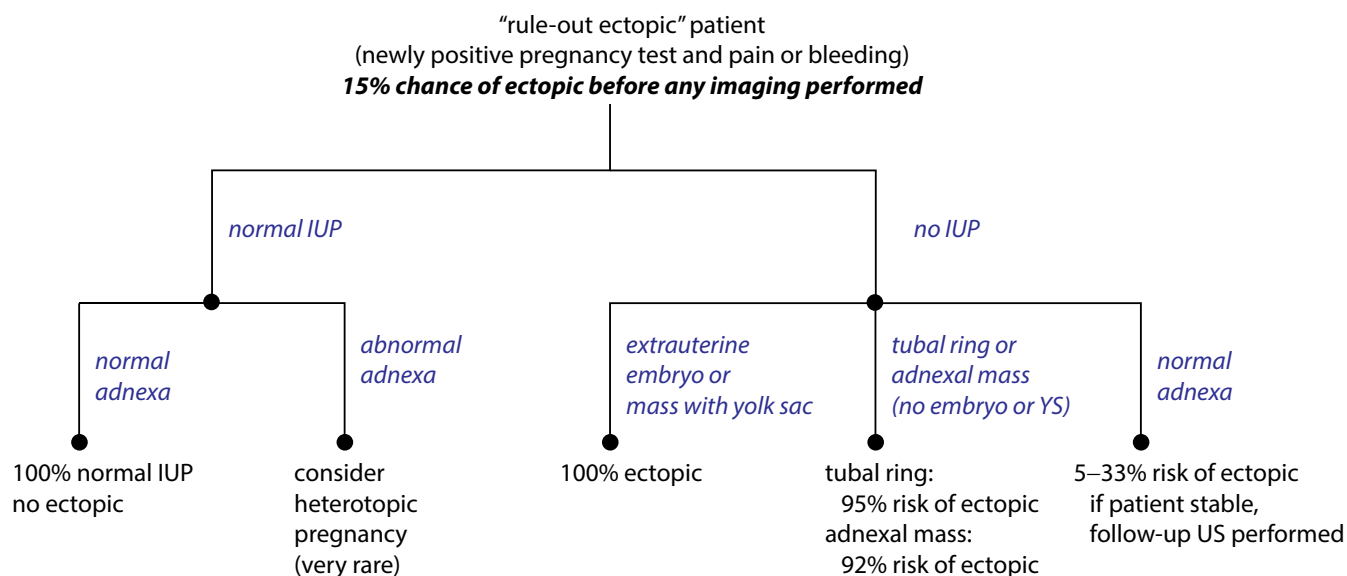 “rule-out ectopic” patient
(newly positive pregnancy test and pain or bleeding)
15% chance of ectopic before any imaging performed
normal IUP
no IUP
normal
adnexa
abnormal
adnexa
extrauterine
embryo or
mass with yolk sac
tubal ring or
adnexal mass
(no embryo or YS)
normal
adnexa
100% normal IUP
no ectopic
consider
heterotopic
pregnancy
(very rare)
100% ectopic
tubal ring:
95% risk of ectopic
adnexal mass:
92% risk of ectopic
5–33% risk of ectopic
if patient stable,
follow-up US performed